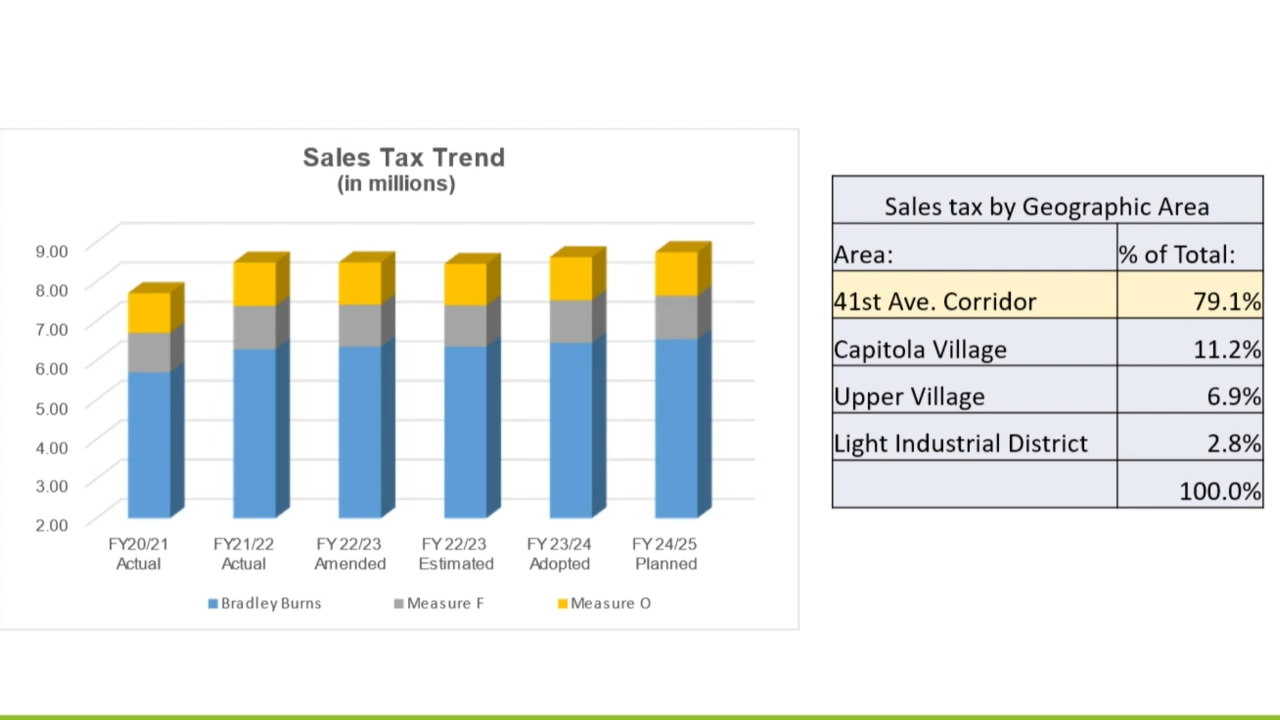 Sales Tax Trend
(in millions)
9.00
8.00
7.00
6.00
5.00
4.00
3.00
2.00
FY20/21 Actual
FY21/22 Actual
FY 22/23 Amended
FY 22/23 Estimated
FY 23/24 Adopted
FY 24/25 Planned
Bradley Burns
Measure F
Measure O
Sales tax by Geographic Area
Area: % of Total:
41st Ave. Corridor 79.1%
Capitola Village 11.2%
Upper Village 6.9%
Light Industrial District 2.8%
100.0%